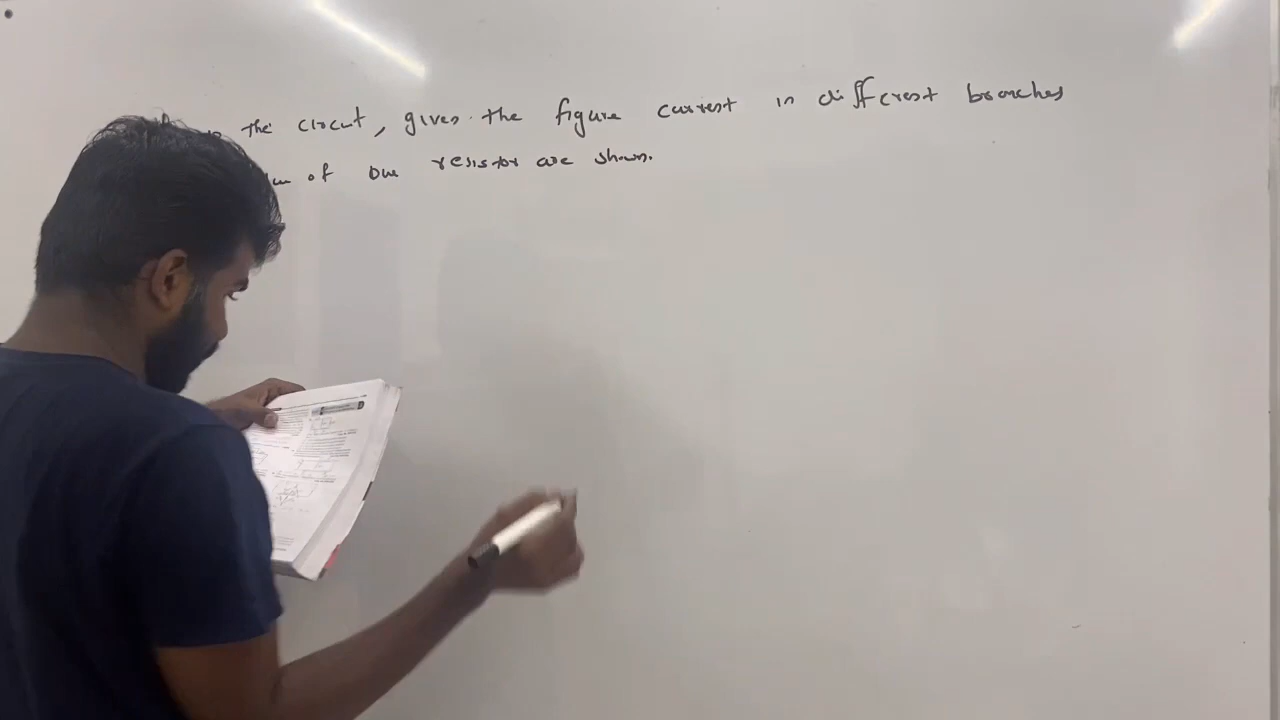 the circut, given the figure current in different branches
of one resistor are shown.